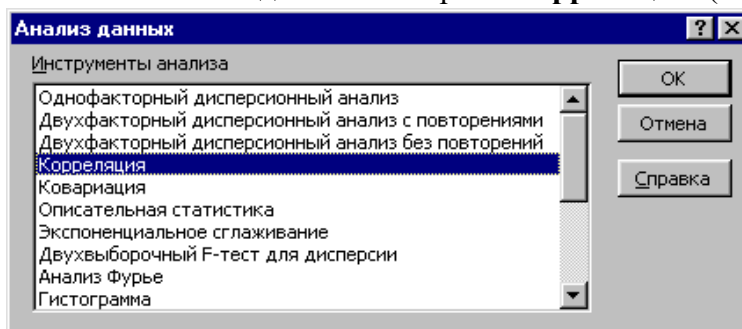 Анализ данных
Инструменты анализа
Однофакторный дисперсионный анализ
Двухфакторный дисперсионный анализ с повторениями
Двухфакторный дисперсионный анализ без повторений
Корреляция
Ковариация
Описательная статистика
Экспоненциальное сглаживание
Двухвыборочный F-тест для дисперсии
Анализ Фурье
Гистограмма
ОК
Отмена
Справка